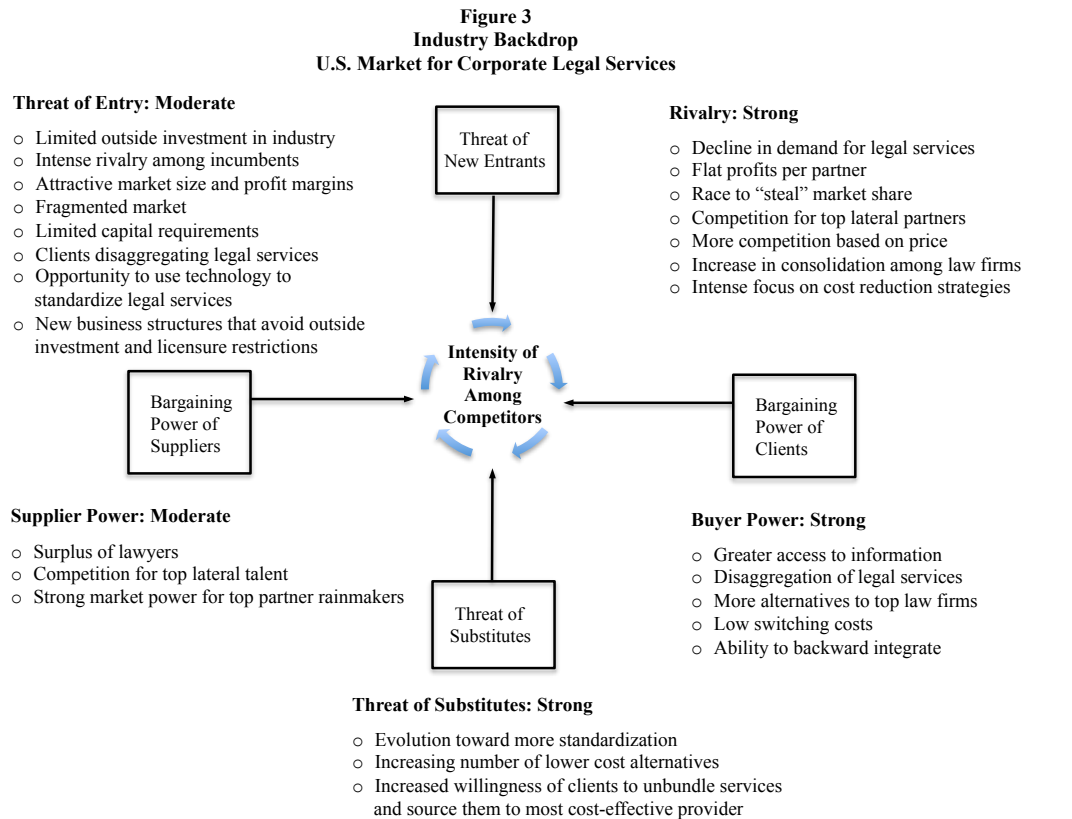 Figure 3
Industry Backdrop
U.S. Market for Corporate Legal Services
Threat of Entry: Moderate
o Limited outside investment in industry
o Intense rivalry among incumbents
o Attractive market size and profit margins
o Fragmented market
o Limited capital requirements
o Clients disaggregating legal services
o Opportunity to use technology to
standardize legal services
o New business structures that avoid outside
investment and licensure restrictions
Threat of
New Entrants
Rivalry: Strong
o Decline in demand for legal services
o Flat profits per partner
o Race to “steal” market share
o Competition for top lateral partners
o More competition based on price
o Increase in consolidation among law firms
o Intense focus on cost reduction strategies
Bargaining
Power of
Suppliers
Intensity of
Rivalry
Among
Competitors
Bargaining
Power of
Clients
Supplier Power: Moderate
o Surplus of lawyers
o Competition for top lateral talent
o Strong market power for top partner rainmakers
Threat of
Substitutes
Buyer Power: Strong
o Greater access to information
o Disaggregation of legal services
o More alternatives to top law firms
o Low switching costs
o Ability to backward integrate
Threat of Substitutes: Strong
o Evolution toward more standardization
o Increasing number of lower cost alternatives
o Increased willingness of clients to unbundle services
and source them to most cost-effective provider